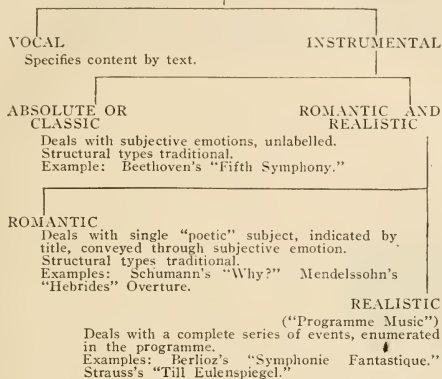 VOCAL
Specifies content by text.
INSTRUMENTAL
ABSOLUTE OR
CLASSIC
Deals with subjective emotions, unlabelled.
Structural types traditional.
Example: Beethoven's "Fifth Symphony."
ROMANTIC AND
REALISTIC
ROMANTIC
Deals with single "poetic" subject, indicated by
title, conveyed through subjective emotion.
Structural types traditional.
Examples: Schumann's "Why?" Mendelssohn's
"Hebrides" Overture.
REALISTIC
("Programme Music")
Deals with a complete series of events, enumerated
in the programme.
Examples: Berlioz's "Symphonie Fantastique."
Strauss's "Till Eulenspiegel."